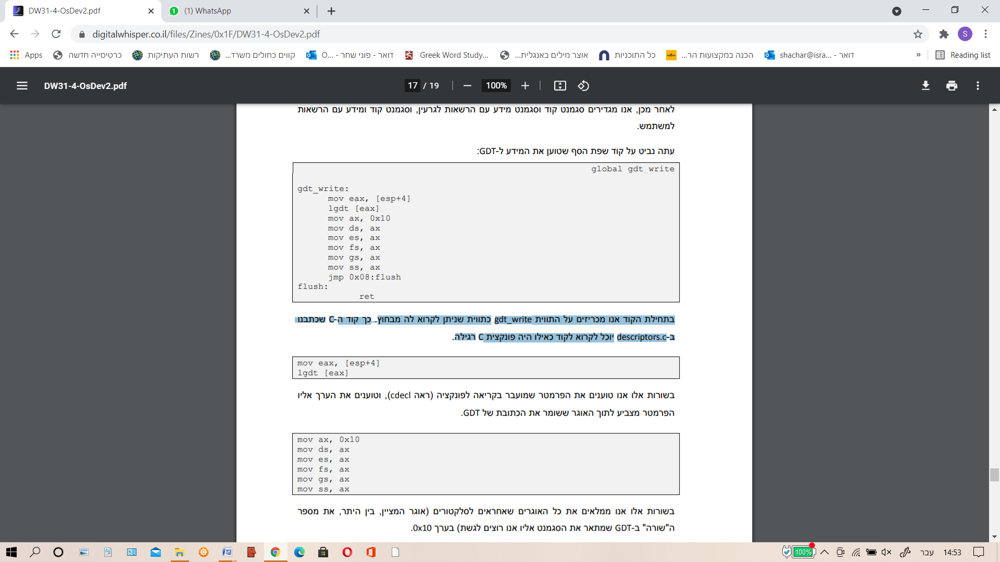 DW31-4-OsDev2.pdf
(1) WhatsApp
digitalwhisper.co.il/files/Zines/0x1F/DW31-4-OsDev2.pdf
S
Apps
כרטיסייה חדשה
רשות העתיקות
קווים כחולים משרד...
דואר - פוני שחר - O...
Greek Word Study...
אוצר מילים באנגלית...
כל התוכניות
הכנה במקצועות הר...
דואר - shachar@isra...
»
Reading list
DW31-4-OsDev2.pdf
17 / 19
100%
לאחר מכן, אנו מגדירים סגמנט קוד וסגמנט מידע עם הרשאות לגרעין, וסגמנט קוד ומידע עם הרשאות
למשתמש.
עתה נביט על קוד שפת הסף שטוען את המידע ל-GDT:
global gdt_write
gdt_write:
mov eax, [esp+4]
lgdt [eax]
mov ax, 0x10
mov ds, ax
mov es, ax
mov fs, ax
mov gs, ax
mov ss, ax
jmp 0x08:flush
flush:
ret
בתחילת הקוד אנו מכריזים על התווית gdt_write כתווית שניתן לקרוא לה מבחוץ. כך קוד ה-C שכתבנו
ב-descriptors.c יוכל לקרוא לקוד כאילו היה פונקצית C רגילה.
mov eax, [esp+4]
lgdt [eax]
בשורות אלו אנו טוענים את הפרמטר שמועבר בקריאה לפונקציה (ראה cdecl), וטוענים את הערך אליו
הפרמטר מצביע לתוך האוגר ששומר את הכתובת של GDT.
mov ax, 0x10
mov ds, ax
mov es, ax
mov fs, ax
mov gs, ax
mov ss, ax
בשורות אלו אנו ממלאים את כל האוגרים שאחראים לסלקטורים (אוגר המציין, בין היתר, את מספר
ה"שורה" ב-GDT שמתאר את הסגמנט אליו אנו רוצים לגשת) בערך 0x10.
100%
עבר
14:53